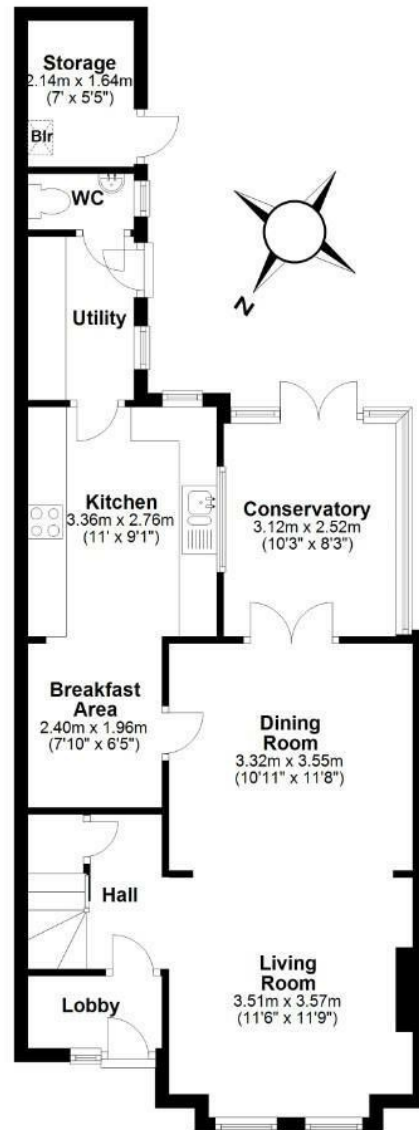 Storage
2.14m x 1.64m
(7' x 5'5")
Blr
WC
N
Utility
Kitchen
3.36m x 2.76m
(11' x 9'1")
Conservatory
3.12m x 2.52m
(10'3" x 8'3")
Breakfast
Area
2.40m x 1.96m
(7'10" x 6'5")
Dining
Room
3.32m x 3.55m
(10'11" x 11'8")
Hall
Living
Room
3.51m x 3.57m
(11'6" x 11'9")
Lobby